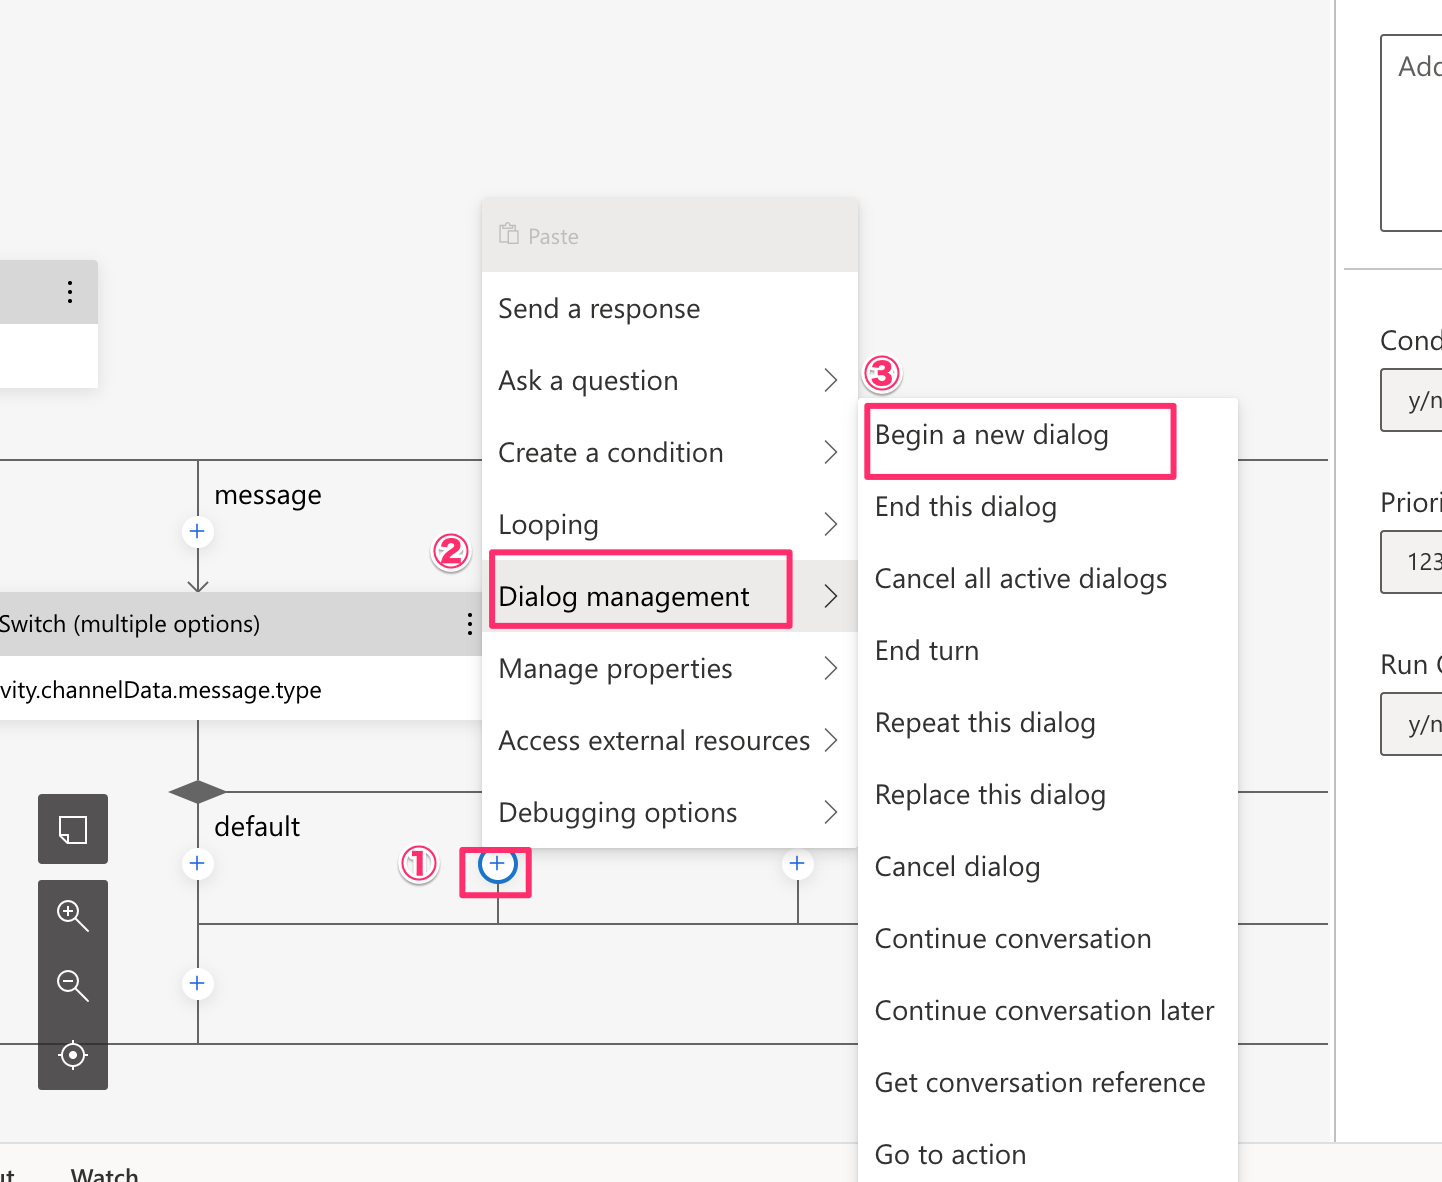 Paste
Send a response
Ask a question
Create a condition
Looping
Dialog management
Manage properties
Access external resources
Debugging options
①
②
③
Begin a new dialog
End this dialog
Cancel all active dialogs
End turn
Repeat this dialog
Replace this dialog
Cancel dialog
Continue conversation
Continue conversation later
Get conversation reference
Go to action
message
Switch (multiple options)
vity.channelData.message.type
default
Add
Cond
y/n
Priori
123
Run
y/n
Watch